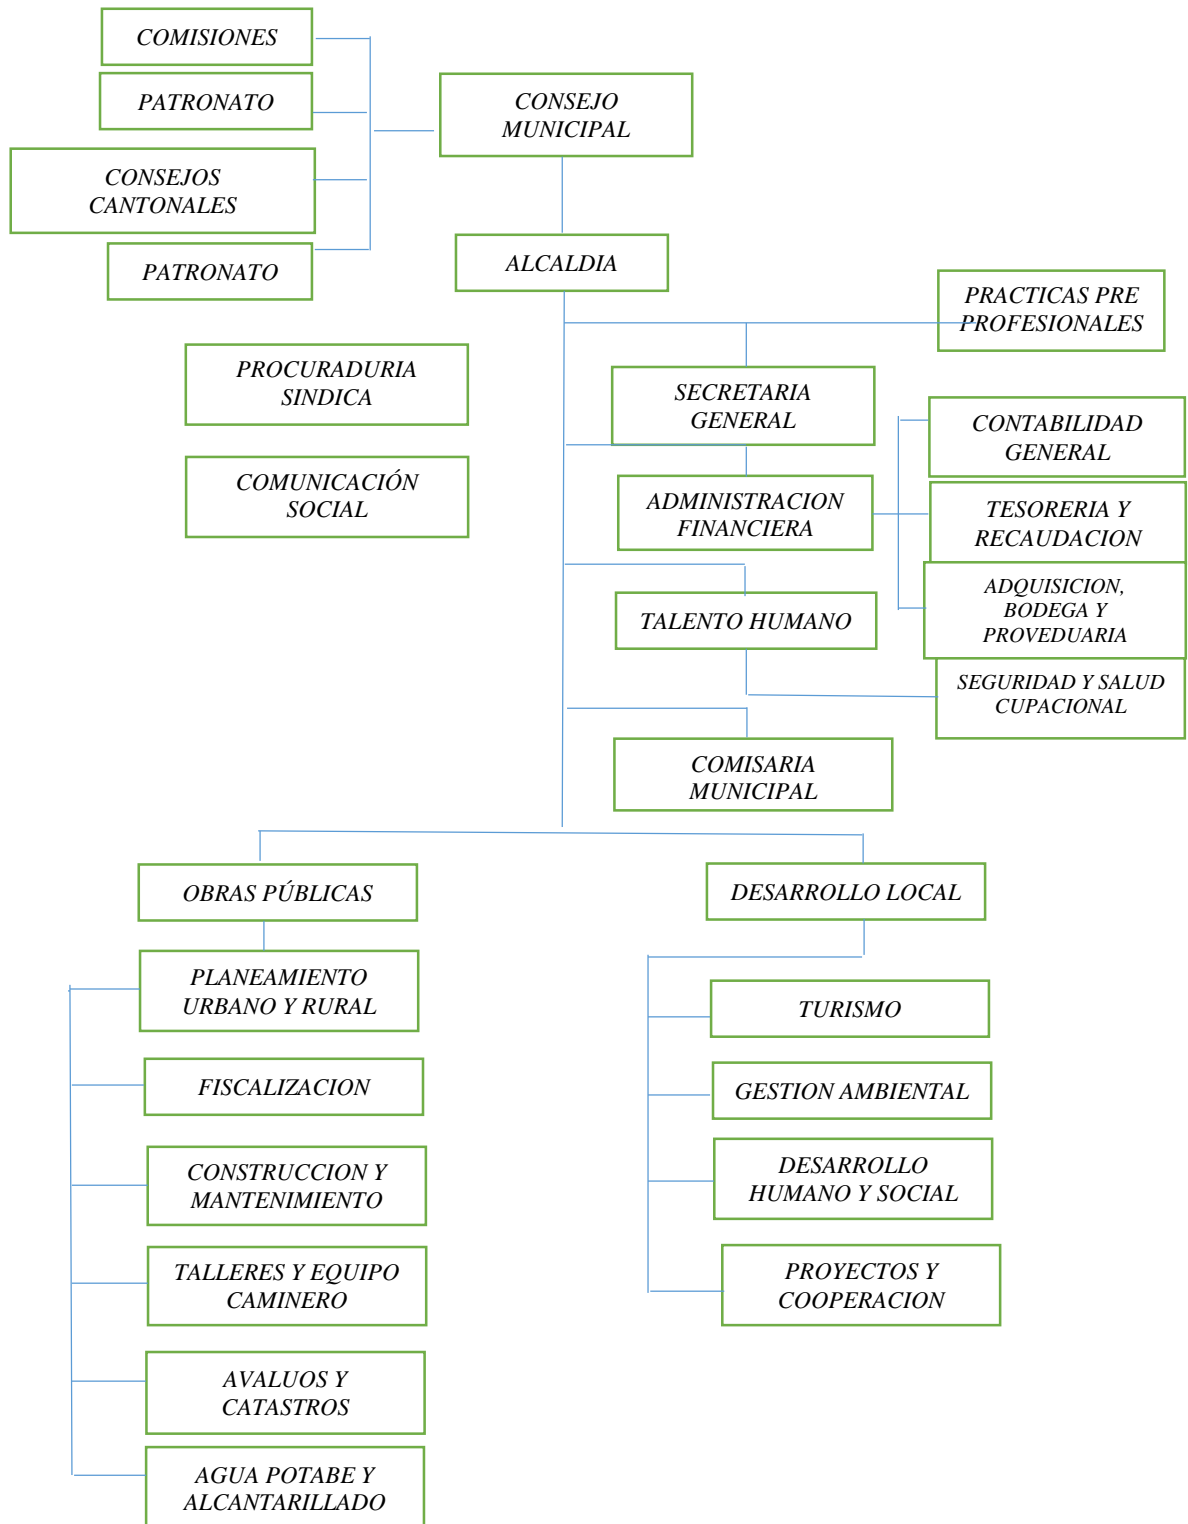 COMISIONES
PATRONATO
CONSEJOS
CANTONALES
PATRONATO
CONSEJO
MUNICIPAL
ALCALDIA
PRACTICAS PRE
PROFESIONALES
PROCURADURIA
SINDICA
COMUNICACIÓN
SOCIAL
SECRETARIA
GENERAL
ADMINISTRACION
FINANCIERA
CONTABILIDAD
GENERAL
TESORERIA Y
RECAUDACION
ADQUISICION,
BODEGA Y
PROVEDUARIA
TALENTO HUMANO
SEGURIDAD Y SALUD
CUPACIONAL
COMISARIA
MUNICIPAL
OBRAS PÚBLICAS
PLANEAMIENTO
URBANO Y RURAL
FISCALIZACION
CONSTRUCCION Y
MANTENIMIENTO
TALLERES Y EQUIPO
CAMINERO
AVALUOS Y
CATASTROS
AGUA POTABE Y
ALCANTARILLADO
DESARROLLO LOCAL
TURISMO
GESTION AMBIENTAL
DESARROLLO
HUMANO Y SOCIAL
PROYECTOS Y
COOPERACION